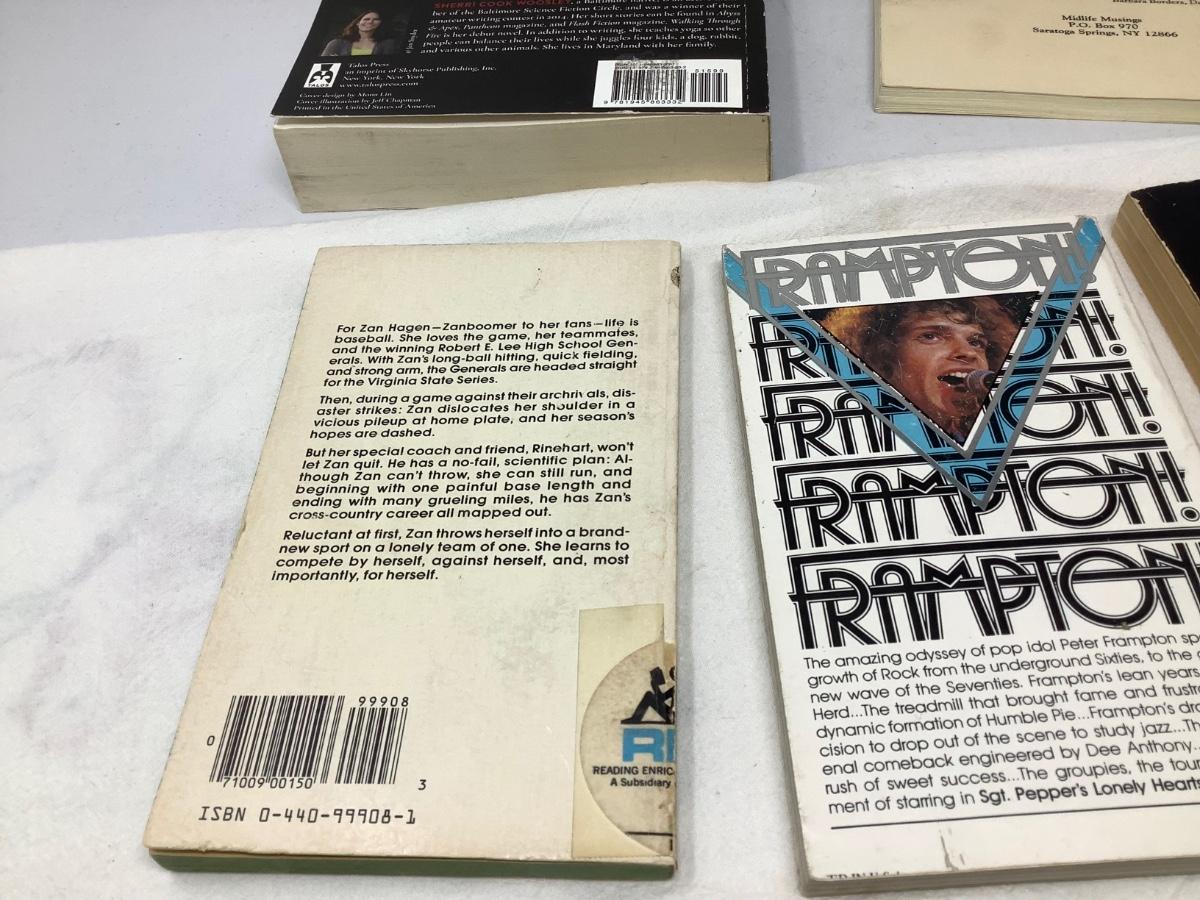 SHERRI COOK WOOSLEY, a Baltimore native,
ber of the Baltimore Science Fiction Circle, and was a winner of their
amateur writing contest in 2014. Her short stories can be found in Abyss
& Apex, Pantheon magazine, and Flash Fiction magazine. Walking Through
Fire is her debut novel. In addition to writing, she teaches yoga so other
people can balance their lives while she juggles four kids, a dog, rabbit,
and various other animals. She lives in Maryland with her family.
Talos Press
an imprint of Skyhorse Publishing, Inc.
New York, New York
www.talospress.com
TALOS
Cover design by Mona Lin
Cover illustration by Jeff Chapman
Printed in the United States of America
51599
9 781945 863332
Barbara Borders,
Midlife Musings
P.O. Box 970
Saratoga Springs, NY 12866
For Zan Hagen—Zanboomer to her fans—life is
baseball. She loves the game, her teammates,
and the winning Robert E. Lee High School Gen-
erals. With Zan's long-ball hitting, quick fielding,
and strong arm, the Generals are headed straight
for the Virginia State Series.
Then, during a game against their archrivals, dis-
aster strikes: Zan dislocates her shoulder in a
vicious pileup at home plate, and her season's
hopes are dashed.
But her special coach and friend, Rinehart, won't
let Zan quit. He has a no-fail, scientific plan: Al-
though Zan can't throw, she can still run, and
beginning with one painful base length and
ending with many grueling miles, he has Zan's
cross-country career all mapped out.
Reluctant at first, Zan throws herself into a brand-
new sport on a lonely team of one. She learns to
compete by herself, against herself, and, most
importantly, for herself.
99908
0
71009 00150
3
ISBN 0-440-99908-1
READING ENRIC
A Subsidiary
FRAMPTON!
FRAMPTON!
FRAMPTON!
FRAMPTON!
FRAMPTON
The amazing odyssey of pop idol Peter Frampton sp
growth of Rock from the underground Sixties, to the
new wave of the Seventies. Frampton's lean years
Herd...The treadmill that brought fame and frust
dynamic formation of Humble Pie...Frampton's dra
cision to drop out of the scene to study jazz...Th
enal comeback engineered by Dee Anthony...
rush of sweet success...The groupies, the tour
ment of starring in Sgt. Pepper's Lonely Hearts